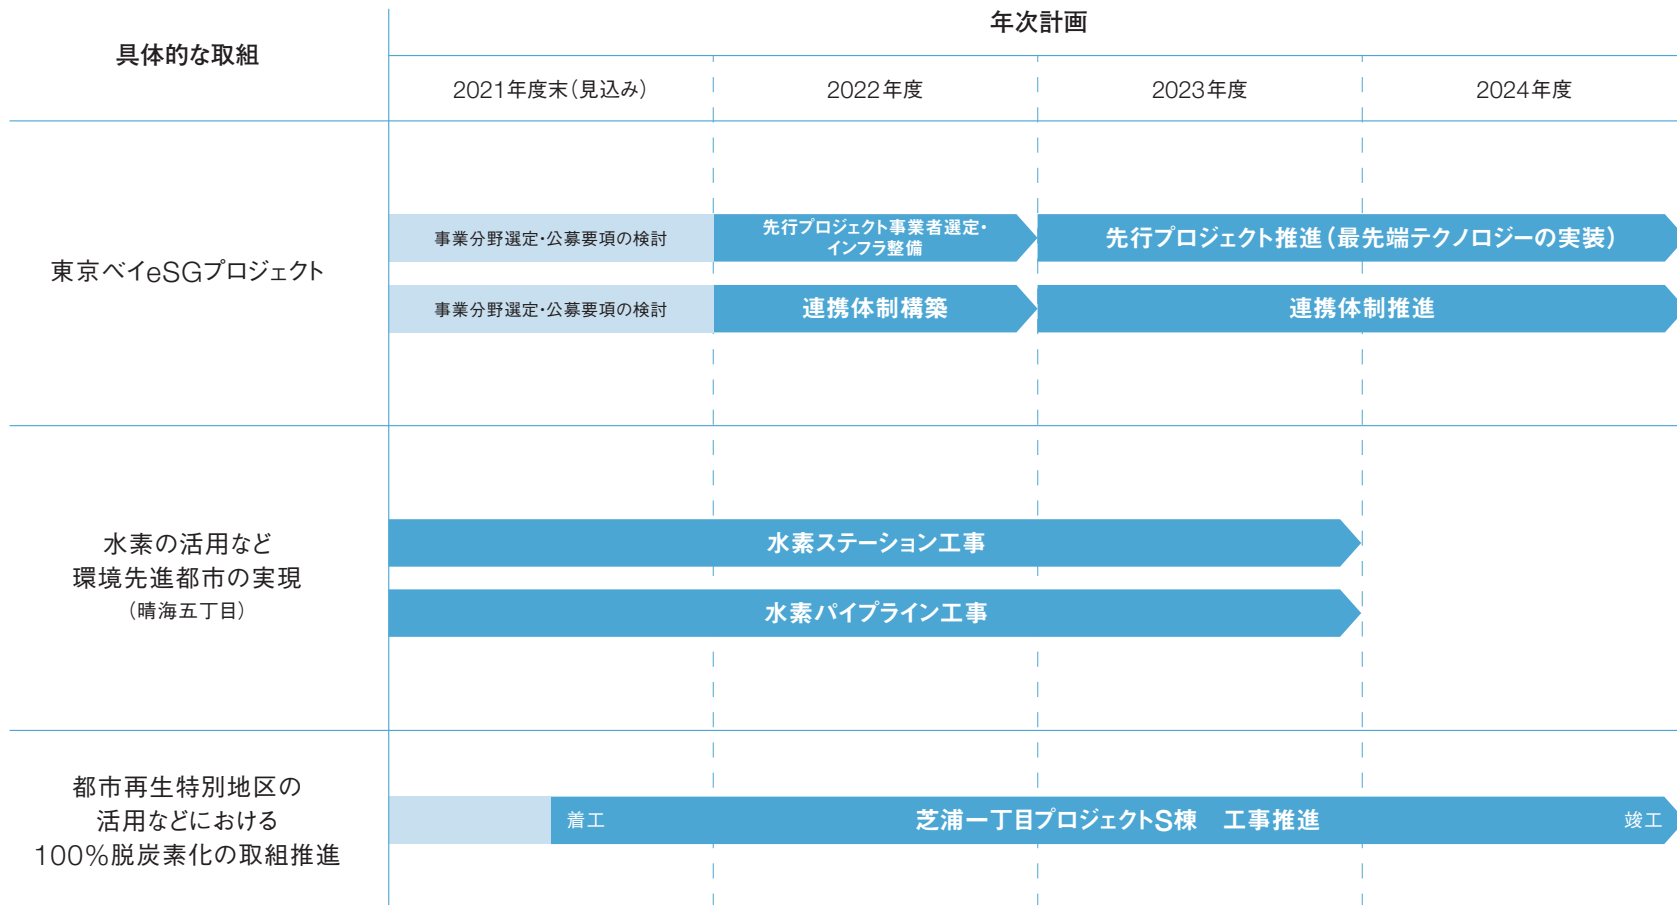 年次計画
具体的な取組
2021年度末(見込み)
2022年度
2023年度
2024年度
東京ベイeSGプロジェクト
事業分野選定・公募要項の検討
先行プロジェクト事業者選定・
インフラ整備
先行プロジェクト推進(最先端テクノロジーの実装)
事業分野選定・公募要項の検討
連携体制構築
連携体制推進
水素の活用など
環境先進都市の実現
(晴海五丁目)
水素ステーション工事
水素パイプライン工事
都市再生特別地区の
活用などにおける
100%脱炭素化の取組推進
着工
芝浦一丁目プロジェクトS棟 工事推進
竣工